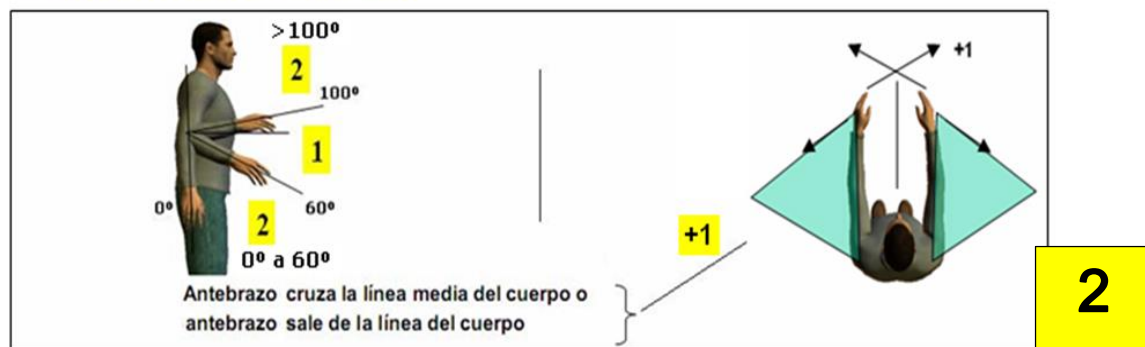 >100º
2
100º
1
60º
0º
2
0º a 60º
+1
+1
Antebrazo cruza la línea media del cuerpo o
antebrazo sale de la línea del cuerpo
2